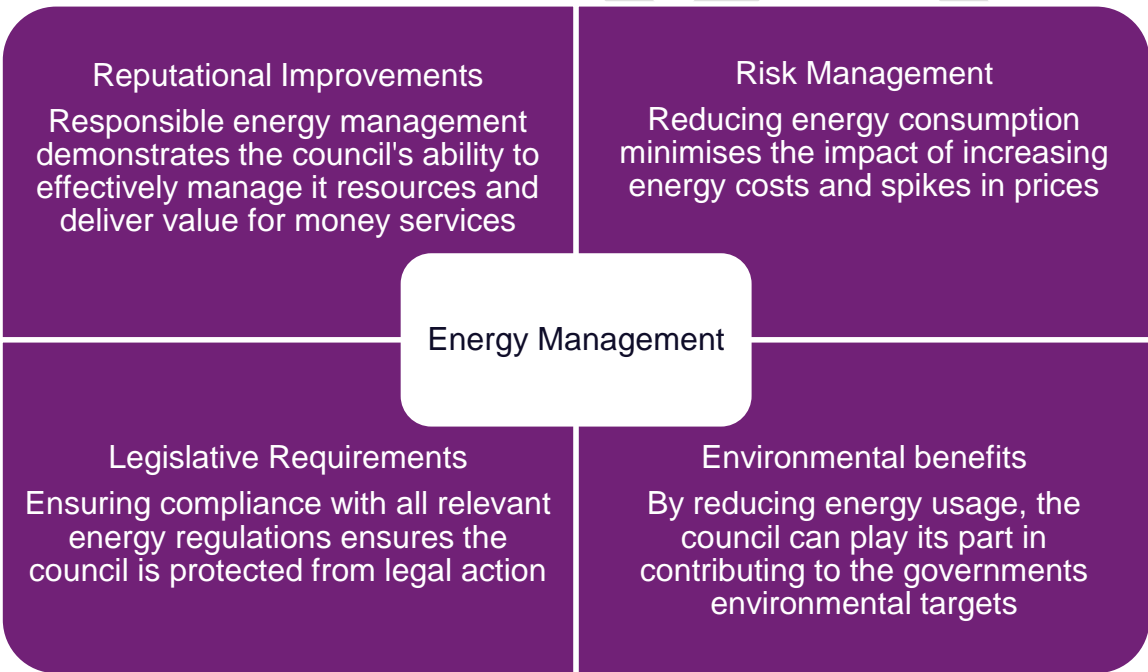 Reputational Improvements
Responsible energy management
demonstrates the council's ability to
effectively manage it resources and
deliver value for money services
Risk Management
Reducing energy consumption
minimises the impact of increasing
energy costs and spikes in prices
Energy Management
Legislative Requirements
Ensuring compliance with all relevant
energy regulations ensures the
council is protected from legal action
Environmental benefits
By reducing energy usage, the
council can play its part in
contributing to the governments
environmental targets